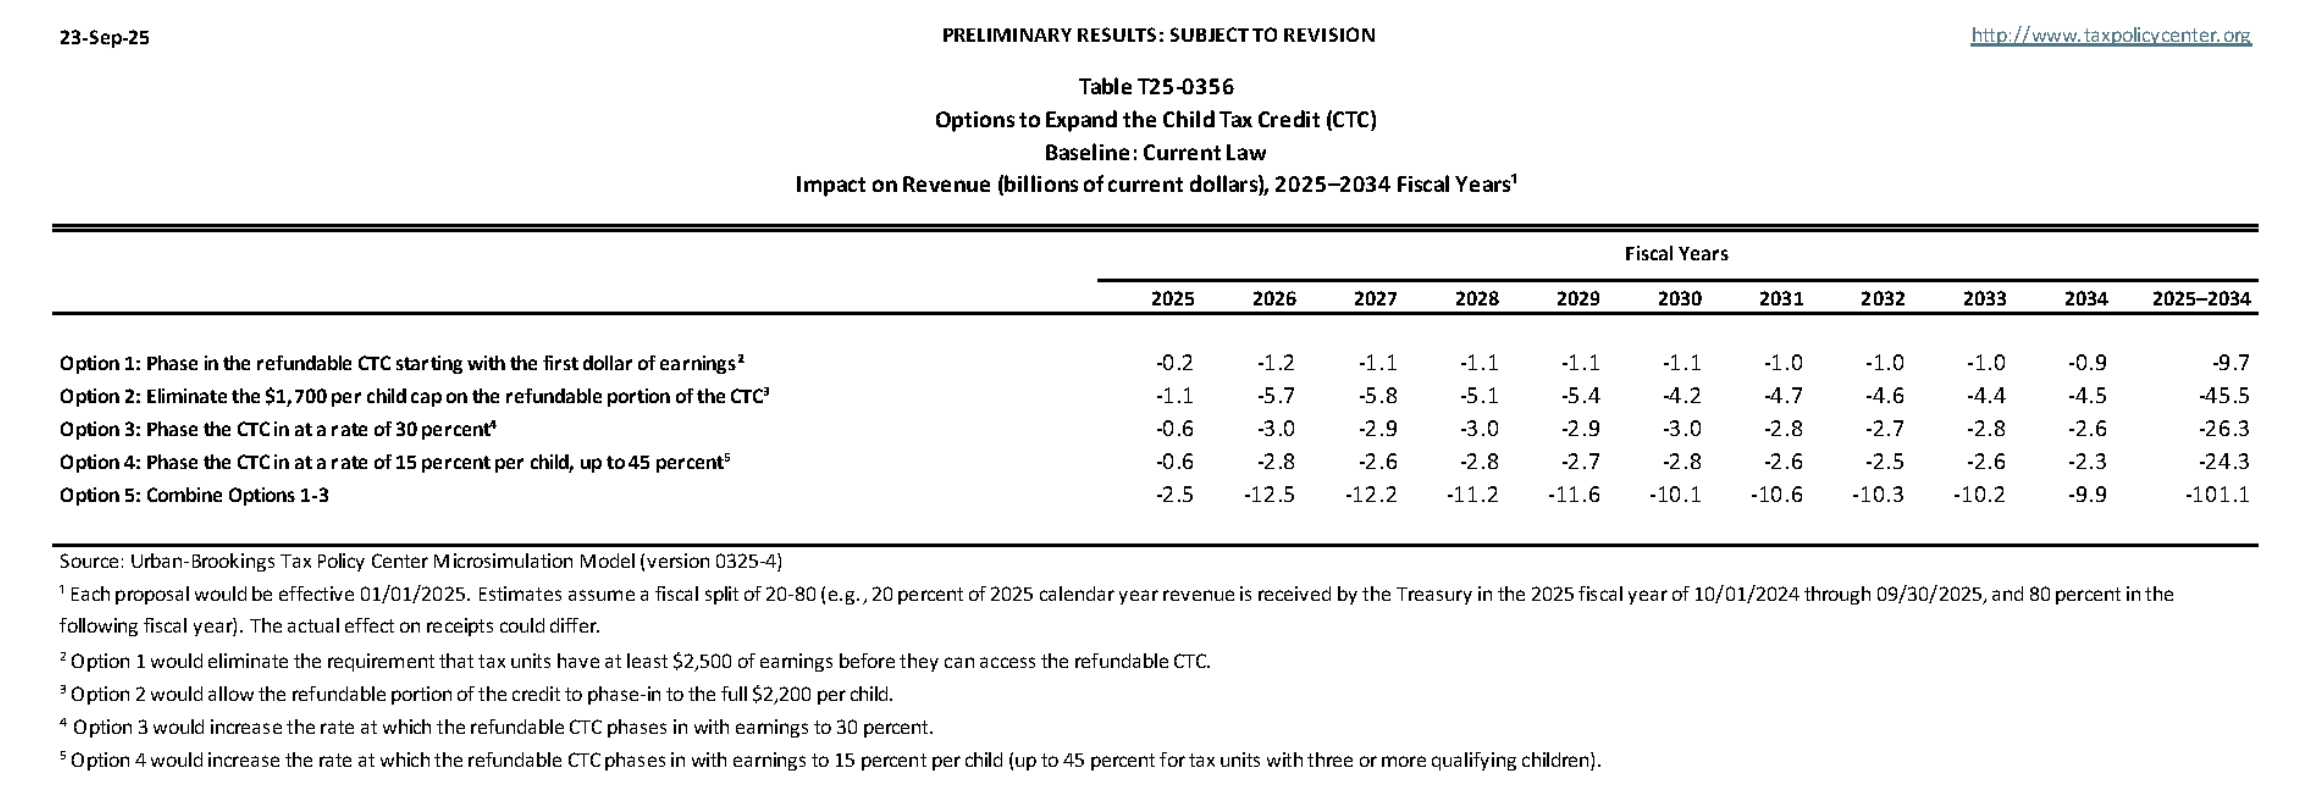 23-Sep-25 PRELIMINARY RESULTS: SUBJECT TO REVISION http://www.taxpolicycenter.org
Table T25-0356
Options to Expand the Child Tax Credit (CTC)
Baseline: Current Law
Impact on Revenue (billions of current dollars), 2025–2034 Fiscal Years¹
Fiscal Years
2025 2026 2027 2028 2029 2030 2031 2032 2033 2034 2025–2034
Option 1: Phase in the refundable CTC starting with the first dollar of earnings² -0.2 -1.2 -1.1 -1.1 -1.1 -1.1 -1.0 -1.0 -1.0 -0.9 -9.7
Option 2: Eliminate the $1,700 per child cap on the refundable portion of the CTC³ -1.1 -5.7 -5.8 -5.1 -5.4 -4.2 -4.7 -4.6 -4.4 -4.5 -45.5
Option 3: Phase the CTC in at a rate of 30 percent⁴ -0.6 -3.0 -2.9 -3.0 -2.9 -3.0 -2.8 -2.7 -2.8 -2.6 -26.3
Option 4: Phase the CTC in at a rate of 15 percent per child, up to 45 percent⁵ -0.6 -2.8 -2.6 -2.8 -2.7 -2.8 -2.6 -2.5 -2.6 -2.3 -24.3
Option 5: Combine Options 1-3 -2.5 -12.5 -12.2 -11.2 -11.6 -10.1 -10.6 -10.3 -10.2 -9.9 -101.1
Source: Urban-Brookings Tax Policy Center Microsimulation Model (version 0325-4)
¹ Each proposal would be effective 01/01/2025. Estimates assume a fiscal split of 20-80 (e.g., 20 percent of 2025 calendar year revenue is received by the Treasury in the 2025 fiscal year of 10/01/2024 through 09/30/2025, and 80 percent in the
following fiscal year). The actual effect on receipts could differ.
² Option 1 would eliminate the requirement that tax units have at least $2,500 of earnings before they can access the refundable CTC.
³ Option 2 would allow the refundable portion of the credit to phase-in to the full $2,200 per child.
⁴ Option 3 would increase the rate at which the refundable CTC phases in with earnings to 30 percent.
⁵ Option 4 would increase the rate at which the refundable CTC phases in with earnings to 15 percent per child (up to 45 percent for tax units with three or more qualifying children).